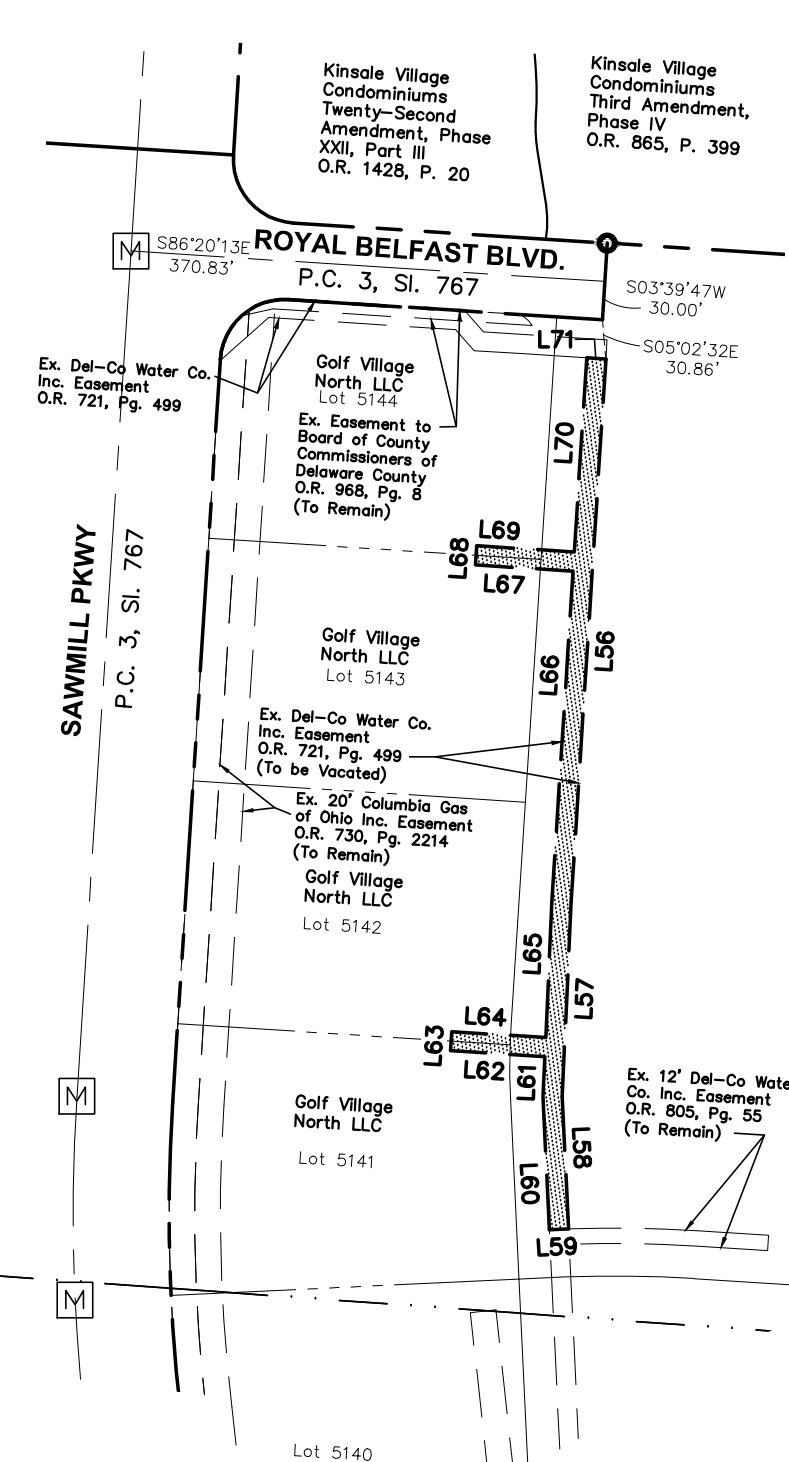 Kinsale Village
Condominiums
Twenty-Second
Amendment, Phase
XXII, Part III
O.R. 1428, P. 20
Kinsale Village
Condominiums
Third Amendment,
Phase IV
O.R. 865, P. 399
M
S86°20'13E
370.83'
ROYAL BELFAST BLVD.
P.C. 3, Sl. 767
S03°39'47W
30.00'
L71
S05°02'32E
30.86'
Ex. Del-Co Water Co.
Inc. Easement
O.R. 721, Pg. 499
Golf Village
North LLC
Lot 5144
Ex. Easement to
Board of County
Commissioners of
Delaware County
O.R. 968, Pg. 8
(To Remain)
L70
L69
L68
L67
SAWMILL PKWY
P.C. 3, Sl. 767
Golf Village
North LLC
Lot 5143
L66
L56
Ex. Del-Co Water Co.
Inc. Easement
O.R. 721, Pg. 499
(To be Vacated)
Ex. 20' Columbia Gas
of Ohio Inc. Easement
O.R. 730, Pg. 2214
(To Remain)
Golf Village
North LLC
Lot 5142
L65
L57
L64
L63
L62
L61
M
Ex. 12' Del-Co Wate
Co. Inc. Easement
O.R. 805, Pg. 55
(To Remain)
Golf Village
North LLC
Lot 5141
L58
L60
L59
M
Lot 5140